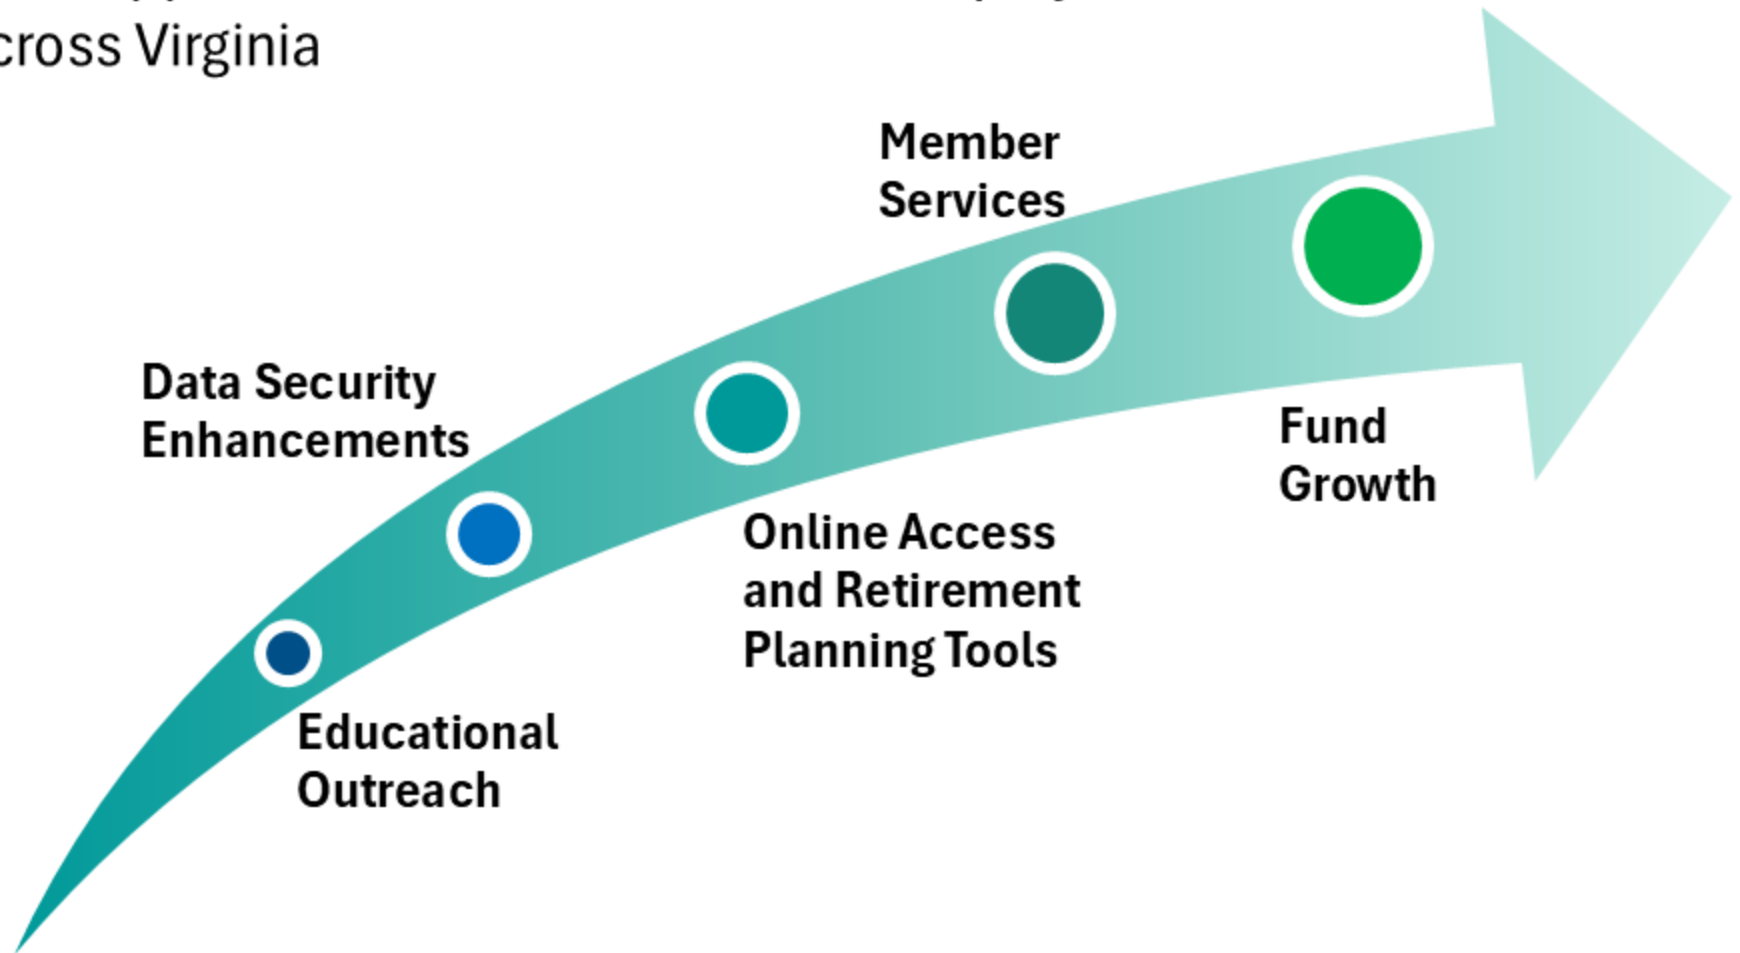 cross Virginia
Member
Services
Data Security
Enhancements
Fund
Growth
Online Access
and Retirement
Planning Tools
Educational
Outreach